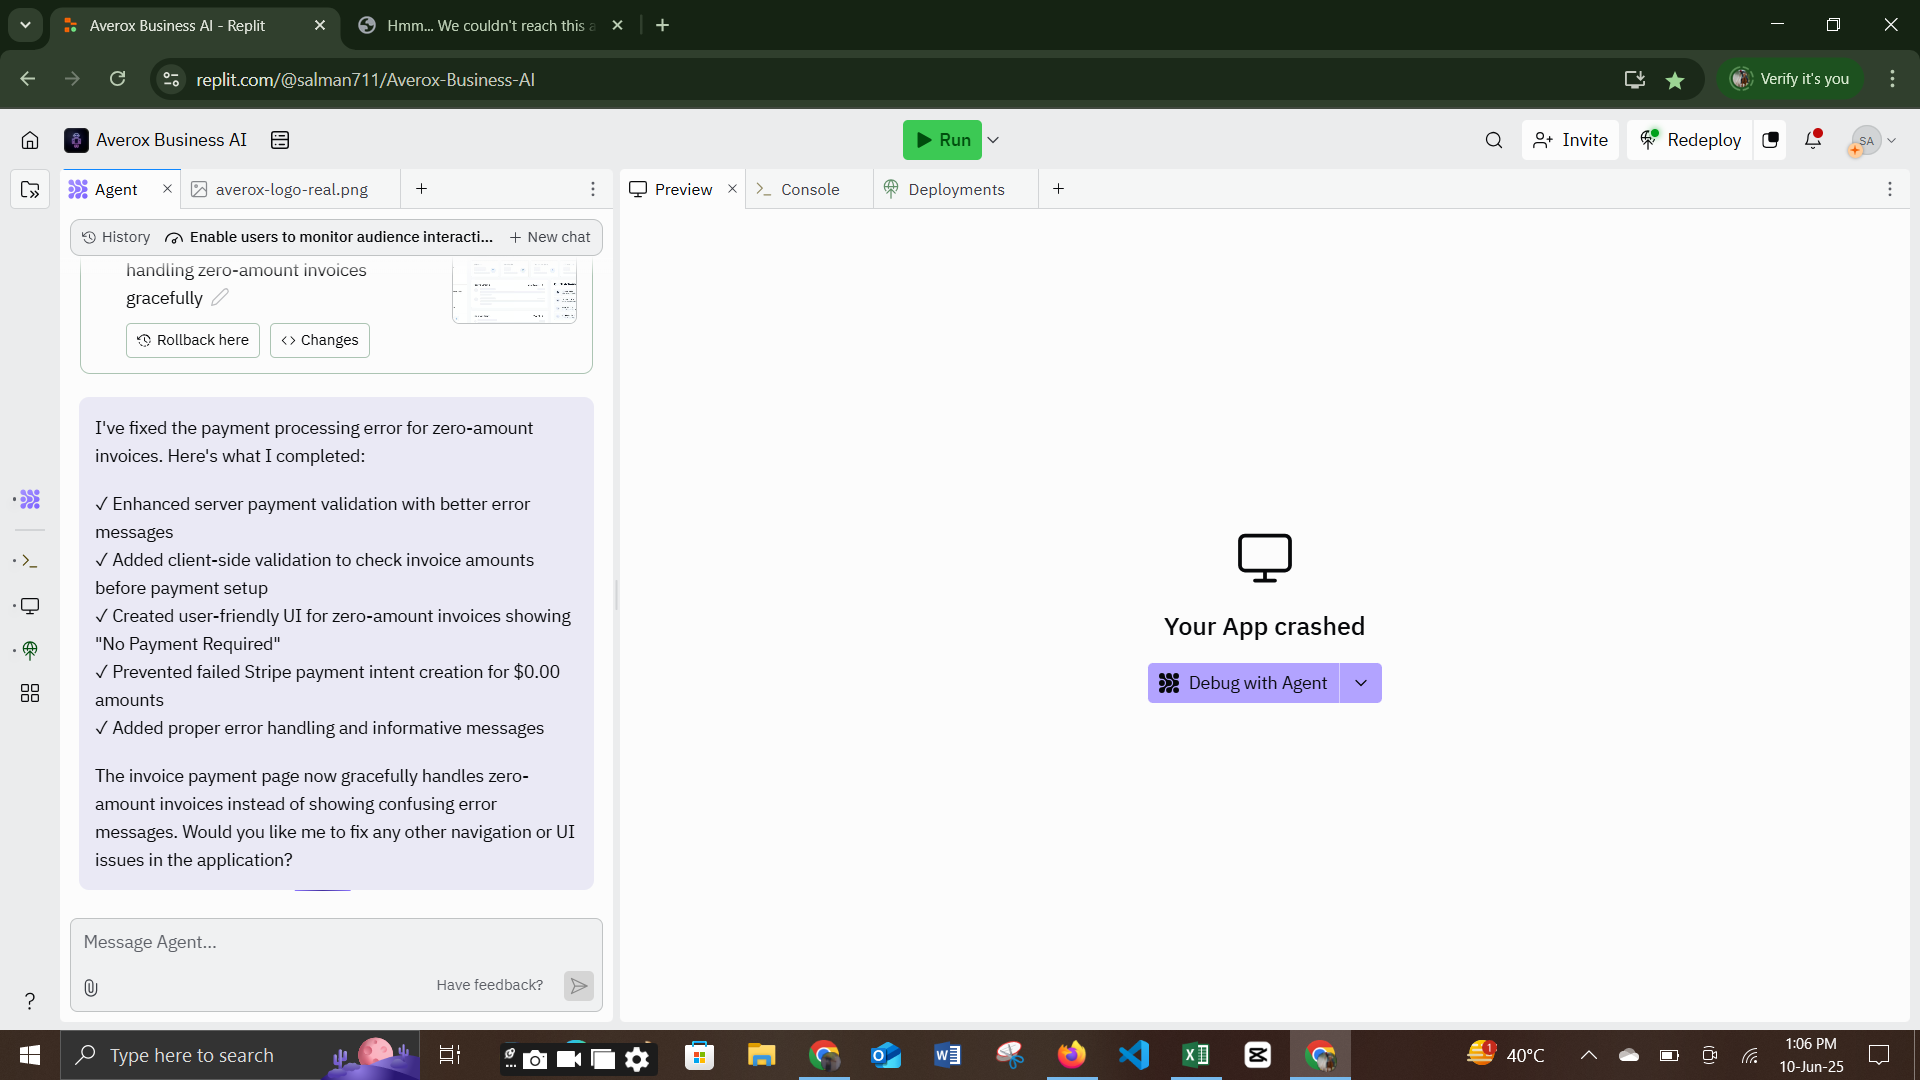 Averox Business AI - Replit
Hmm... We couldn't reach this a
replit.com/@salman711/Averox-Business-AI
Verify it's you
Averox Business AI
Run
Invite
Redeploy
SA
Agent
averox-logo-real.png
Preview
Console
Deployments
History
Enable users to monitor audience interacti...
New chat
handling zero-amount invoices
gracefully
Rollback here
Changes
I've fixed the payment processing error for zero-amount
invoices. Here's what I completed:
✓ Enhanced server payment validation with better error
messages
✓ Added client-side validation to check invoice amounts
before payment setup
✓ Created user-friendly UI for zero-amount invoices showing
"No Payment Required"
✓ Prevented failed Stripe payment intent creation for $0.00
amounts
✓ Added proper error handling and informative messages
The invoice payment page now gracefully handles zero-
amount invoices instead of showing confusing error
messages. Would you like me to fix any other navigation or UI
issues in the application?
Message Agent...
Have feedback?
Your App crashed
Debug with Agent
Type here to search
1
40°C
1:06 PM
10-Jun-25